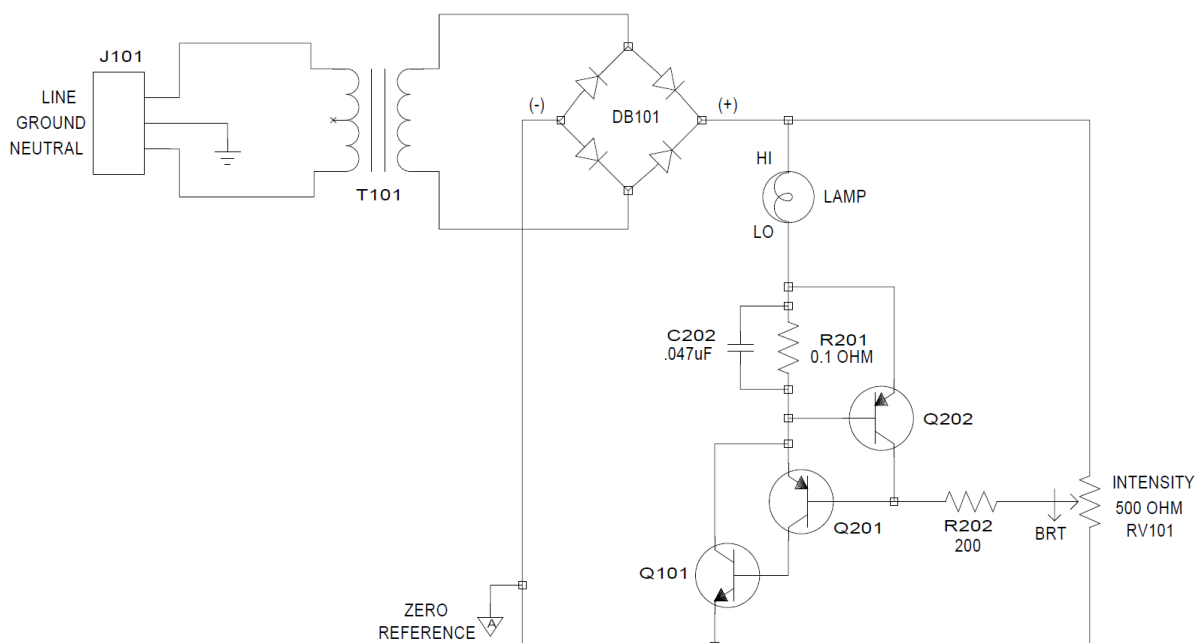 J101
LINE
GROUND
NEUTRAL
T101
(-)
DB101
(+)
HI
LAMP
LO
C202
.047uF
R201
0.1 OHM
Q202
INTENSITY
500 OHM
RV101
BRT
R202
200
Q201
Q101
ZERO
REFERENCE
A